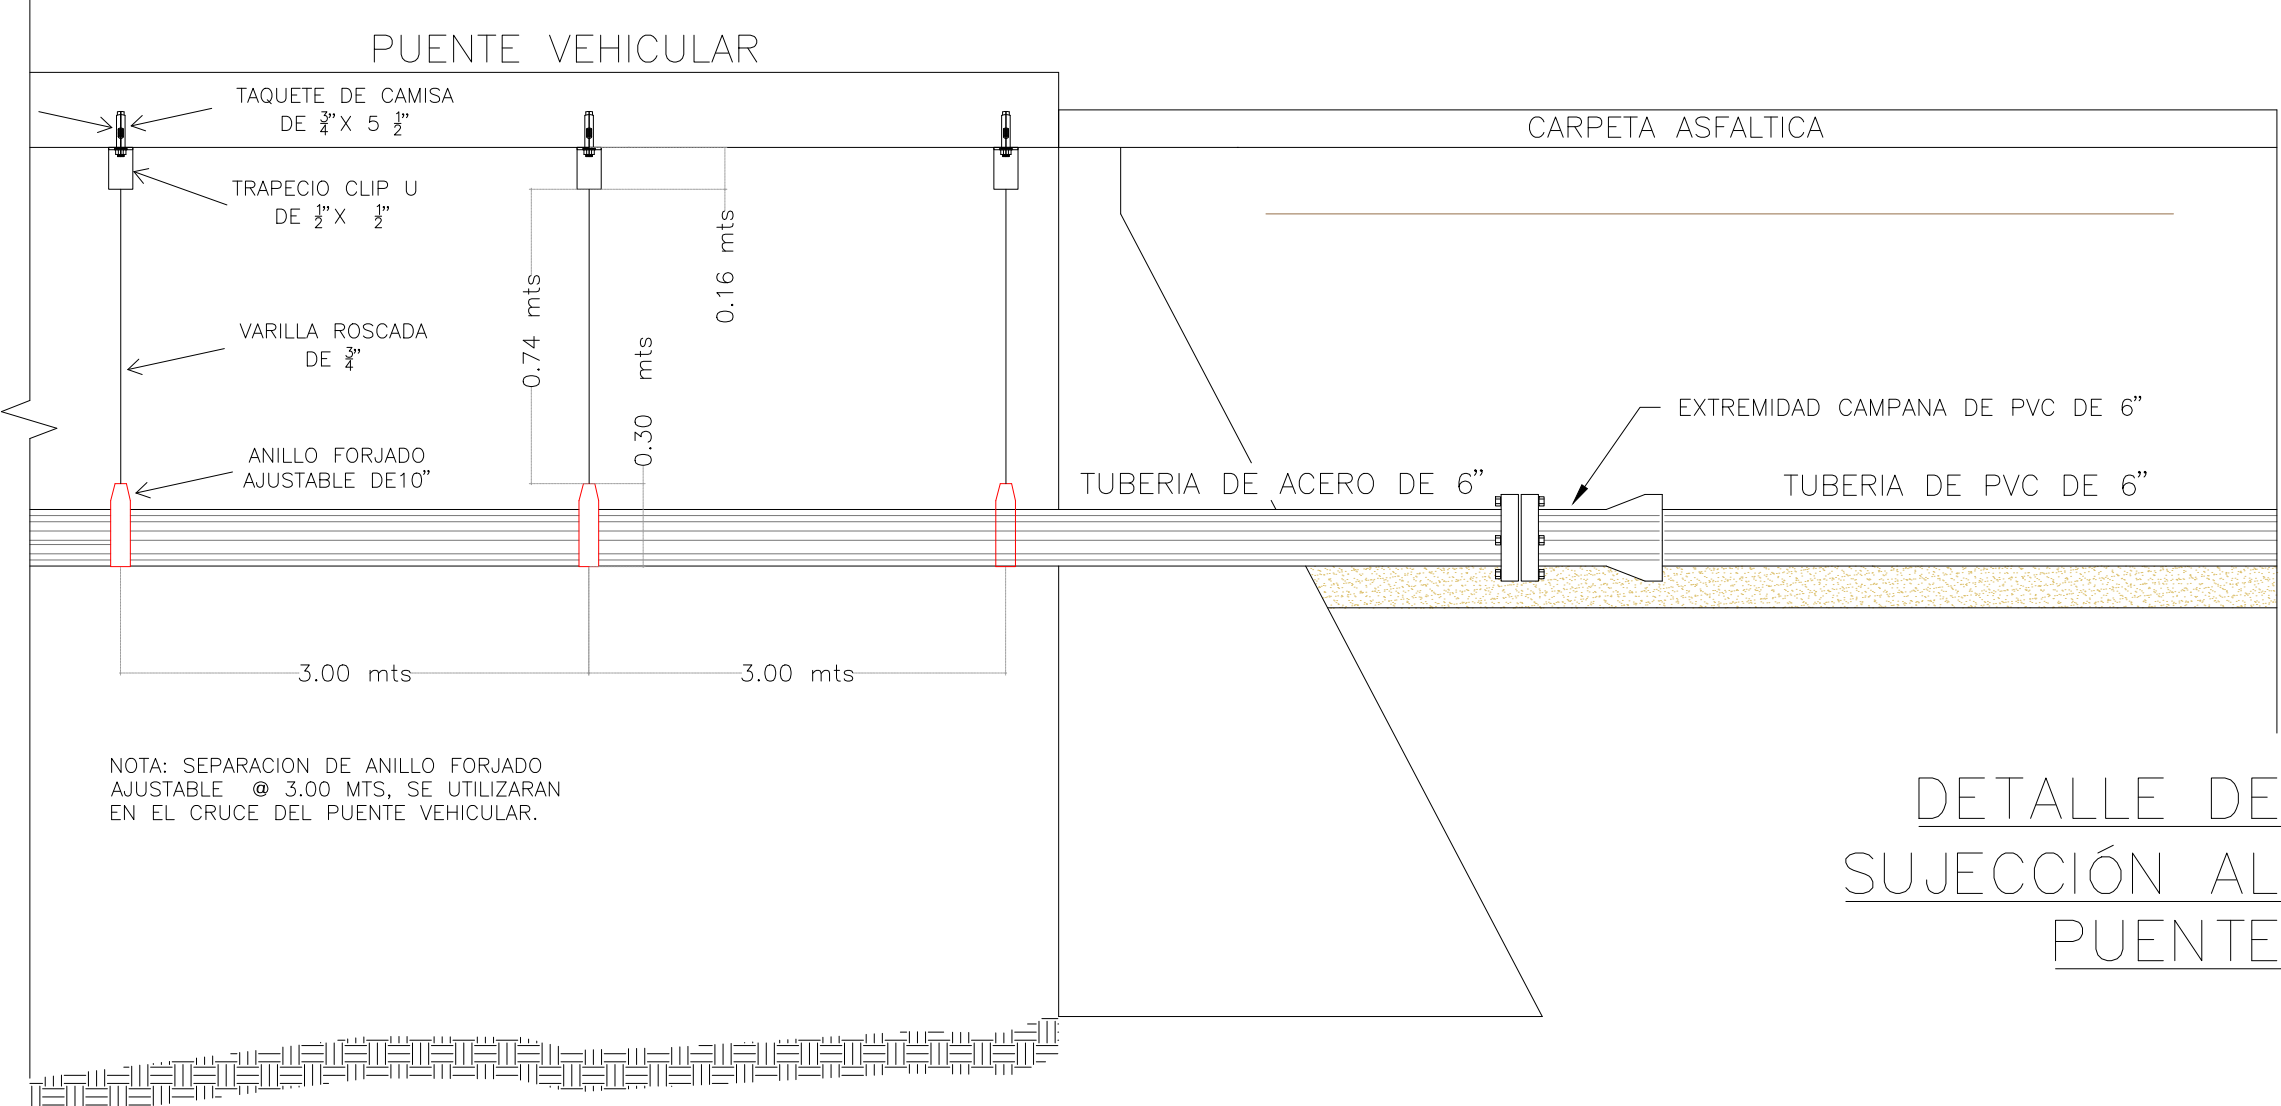 PUENTE VEHICULAR
TAQUETE DE CAMISA
DE 3/4" X 5 1/2"
CARPETA ASFALTICA
TRAPECIO CLIP U
DE 1/2" X 1/2"
0.16 mts
0.74 mts
VARILLA ROSCADA
DE 3/4"
0.30 mts
EXTREMIDAD CAMPANA DE PVC DE 6"
ANILLO FORJADO
AJUSTABLE DE10"
TUBERIA DE ACERO DE 6"
TUBERIA DE PVC DE 6"
3.00 mts
3.00 mts
NOTA: SEPARACION DE ANILLO FORJADO
AJUSTABLE @ 3.00 MTS, SE UTILIZARAN
EN EL CRUCE DEL PUENTE VEHICULAR.
DETALLE DE
SUJECCIÓN AL
PUENTE